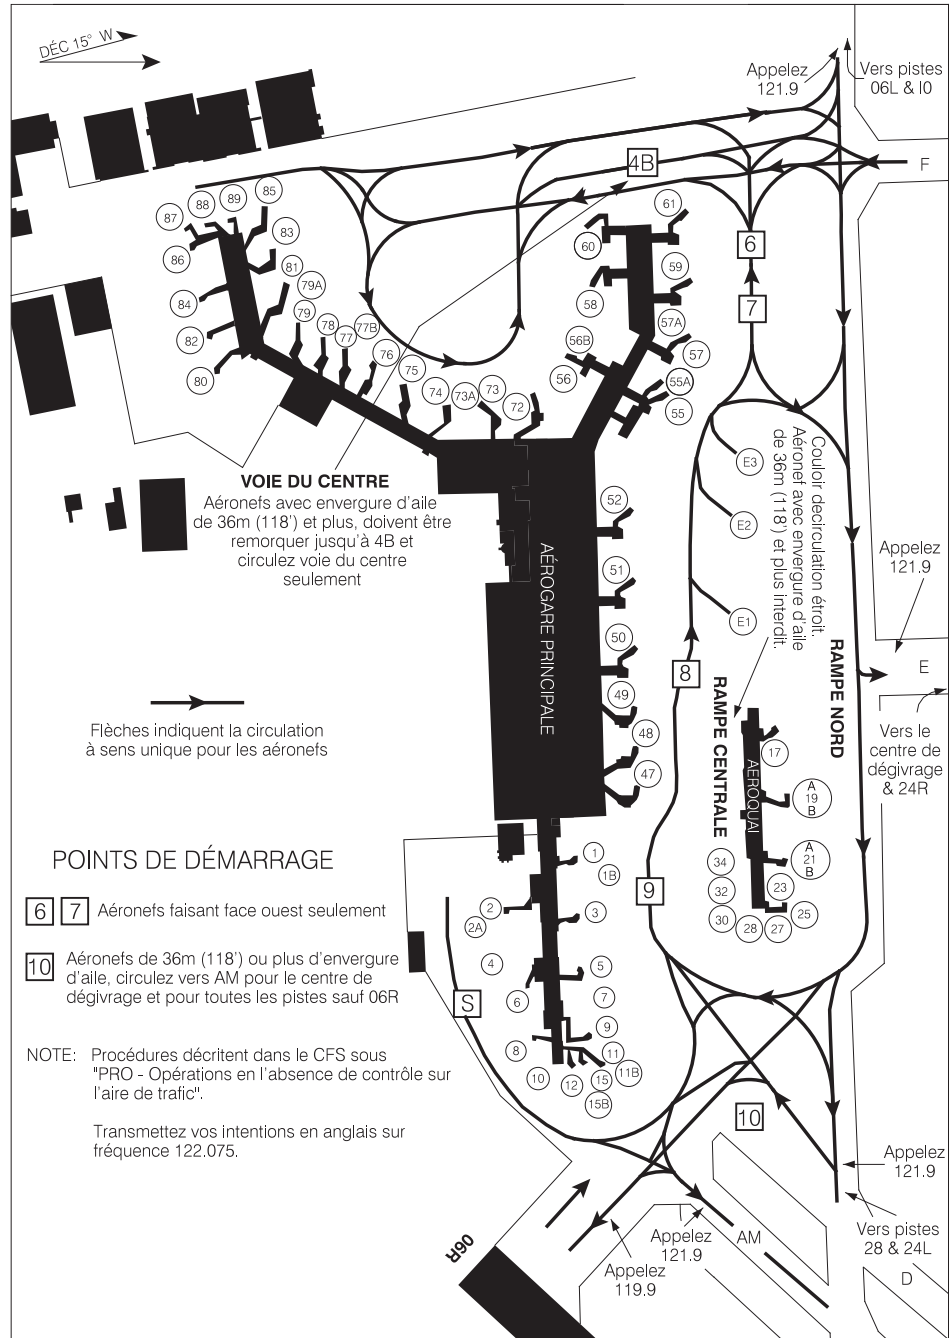 DÉC 15° W
Appelez
121.9
Vers pistes
06L & I0
4B
F
85
89
88
87
83
86
81
79A
84
79
78
77
77B
82
76
80
75
74
73A
73
72
61
60
59
58
57A
56B
57
56
55A
55
6
7
E3
E2
E1
VOIE DU CENTRE
Aéronefs avec envergure d'aile
de 36m (118') et plus, doivent être
remorquer jusqu'à 4B et
circulez voie du centre
seulement
Couloir decirculation étroit.
Aéronef avec envergure d'aile
de 36m (118') et plus interdit.
52
51
50
49
48
47
AÉROGARE PRINCIPALE
Appelez
121.9
E
8
RAMPE NORD
RAMPE CENTRALE
Vers le
centre de
dégivrage
& 24R
Flèches indiquent la circulation
à sens unique pour les aéronefs
AÉROQUAI
17
A
19
B
A
21
B
34
32
30
28
27
25
23
9
POINTS DE DÉMARRAGE
6 7 Aéronefs faisant face ouest seulement
10 Aéronefs de 36m (118') ou plus d'envergure
d'aile, circulez vers AM pour le centre de
dégivrage et pour toutes les pistes sauf 06R
NOTE: Procédures décritent dans le CFS sous
"PRO - Opérations en l'absence de contrôle sur
l'aire de trafic".
Transmettez vos intentions en anglais sur
fréquence 122.075.
1
1B
2
2A
3
4
5
6
7
8
9
10
11
11B
12
15
15B
S
10
Appelez
121.9
Vers pistes
28 & 24L
D
AM
Appelez
121.9
Appelez
119.9
06R